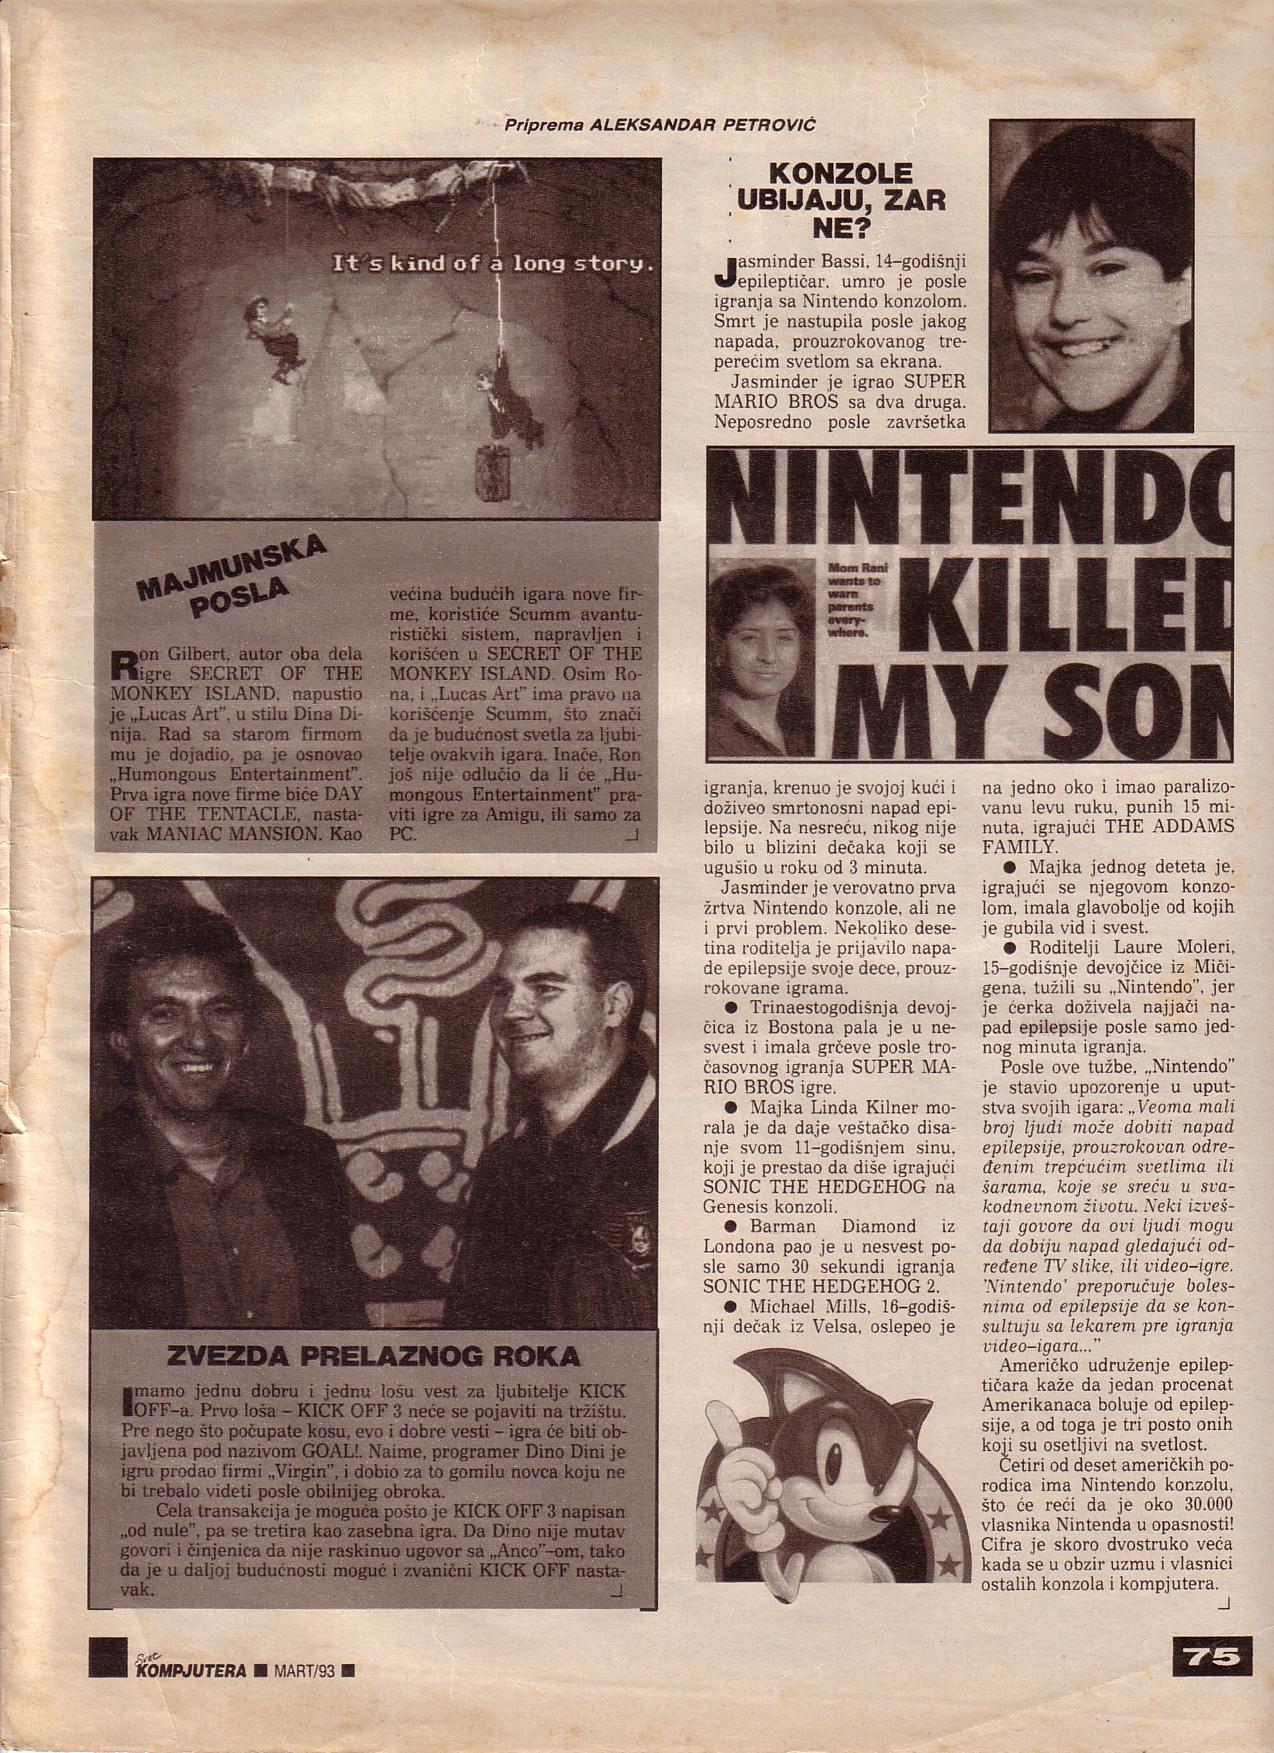 Priprema ALEKSANDAR PETROVIĆ
It's kind of a long story.
MAJMUNSKA
POSLA
Ron Gilbert, autor oba dela
igre SECRET OF THE
MONKEY ISLAND, napustio
je „Lucas Art”, u stilu Dina Di-
nija. Rad sa starom firmom
mu je dojadio, pa je osnovao
„Humongous Entertainment”.
Prva igra nove firme biće DAY
OF THE TENTACLE, nasta-
vak MANIAC MANSION. Kao
većina budućih igara nove fir-
me, koristiće Scumm avantu-
ristički sistem, napravljen i
korišćen u SECRET OF THE
MONKEY ISLAND. Osim Ro-
na, i „Lucas Art” ima pravo na
korišćenje Scumm, što znači
da je budućnost svetla za ljubi-
telje ovakvih igara. Inače, Ron
još nije odlučio da li će „Hu-
mongous Entertainment” pra-
viti igre za Amigu, ili samo za
PC.
ZVEZDA PRELAZNOG ROKA
Imamo jednu dobru i jednu lošu vest za ljubitelje KICK
OFF-a. Prvo loša – KICK OFF 3 neće se pojaviti na tržištu.
Pre nego što počupate kosu, evo i dobre vesti – igra će biti ob-
javljena pod nazivom GOAL!. Naime, programer Dino Dini je
igru prodao firmi „Virgin”, i dobio za to gomilu novca koju ne
bi trebalo videti posle obilnijeg obroka.
Cela transakcija je moguća pošto je KICK OFF 3 napisan
„od nule”, pa se tretira kao zasebna igra. Da Dino nije mutav
govori i činjenica da nije raskinuo ugovor sa „Anco”-om, tako
da je u daljoj budućnosti moguć i zvanični KICK OFF nasta-
vak.
KONZOLE
UBIJAJU, ZAR
NE?
Jasminder Bassi, 14–godišnji
epileptičar, umro je posle
igranja sa Nintendo konzolom.
Smrt je nastupila posle jakog
napada, prouzrokovanog tre-
perećim svetlom sa ekrana.
Jasminder je igrao SUPER
MARIO BROS sa dva druga.
Neposredno posle završetka
NINTENDO
KILLED
MY SON
Mom Rani
wants to
warn
parents
every-
where.
igranja, krenuo je svojoj kući i
doživeo smrtonosni napad epi-
lepsije. Na nesreću, nikog nije
bilo u blizini dečaka koji se
ugušio u roku od 3 minuta.
Jasminder je verovatno prva
žrtva Nintendo konzole, ali ne
i prvi problem. Nekoliko dese-
tina roditelja je prijavilo napa-
de epilepsije svoje dece, prouz-
rokovane igrama.
● Trinaestogodišnja devoj-
čica iz Bostona pala je u ne-
svest i imala grčeve posle tro-
časovnog igranja SUPER MA-
RIO BROS igre.
● Majka Linda Kilner mo-
rala je da daje veštačko disa-
nje svom 11–godišnjem sinu,
koji je prestao da diše igrajući
SONIC THE HEDGEHOG na
Genesis konzoli.
● Barman Diamond iz
Londona pao je u nesvest po-
sle samo 30 sekundi igranja
SONIC THE HEDGEHOG 2.
● Michael Mills, 16–godiš-
nji dečak iz Velsa, oslepeo je
na jedno oko i imao paralizo-
vanu levu ruku, punih 15 mi-
nuta, igrajući THE ADDAMS
FAMILY.
● Majka jednog deteta je,
igrajući se njegovom konzo-
lom, imala glavobolje od kojih
je gubila vid i svest.
● Roditelji Laure Moleri,
15–godišnje devojčice iz Miči-
gena, tužili su „Nintendo”, jer
je ćerka doživela najjači na-
pad epilepsije posle samo jed-
nog minuta igranja.
Posle ove tužbe, „Nintendo”
je stavio upozorenje u uput-
stva svojih igara: „Veoma mali
broj ljudi može dobiti napad
epilepsije, prouzrokovan odre-
đenim trepćućim svetlima ili
šarama, koje se sreću u sva-
kodnevnom životu. Neki izveš-
taji govore da ovi ljudi mogu
da dobiju napad gledajući od-
ređene TV slike, ili video–igre.
'Nintendo' preporučuje boles-
nima od epilepsije da se kon-
sultuju sa lekarem pre igranja
video–igara...”
Američko udruženje epilep-
tičara kaže da jedan procenat
Amerikanaca boluje od epilep-
sije, a od toga je tri posto onih
koji su osetljivi na svetlost.
Četiri od deset američkih po-
rodica ima Nintendo konzolu,
što će reći da je oko 30.000
vlasnika Nintenda u opasnosti!
Cifra je skoro dvostruko veća
kada se u obzir uzmu i vlasnici
ostalih konzola i kompjutera.
Svet
KOMPJUTERA ■ MART/93 ■
75